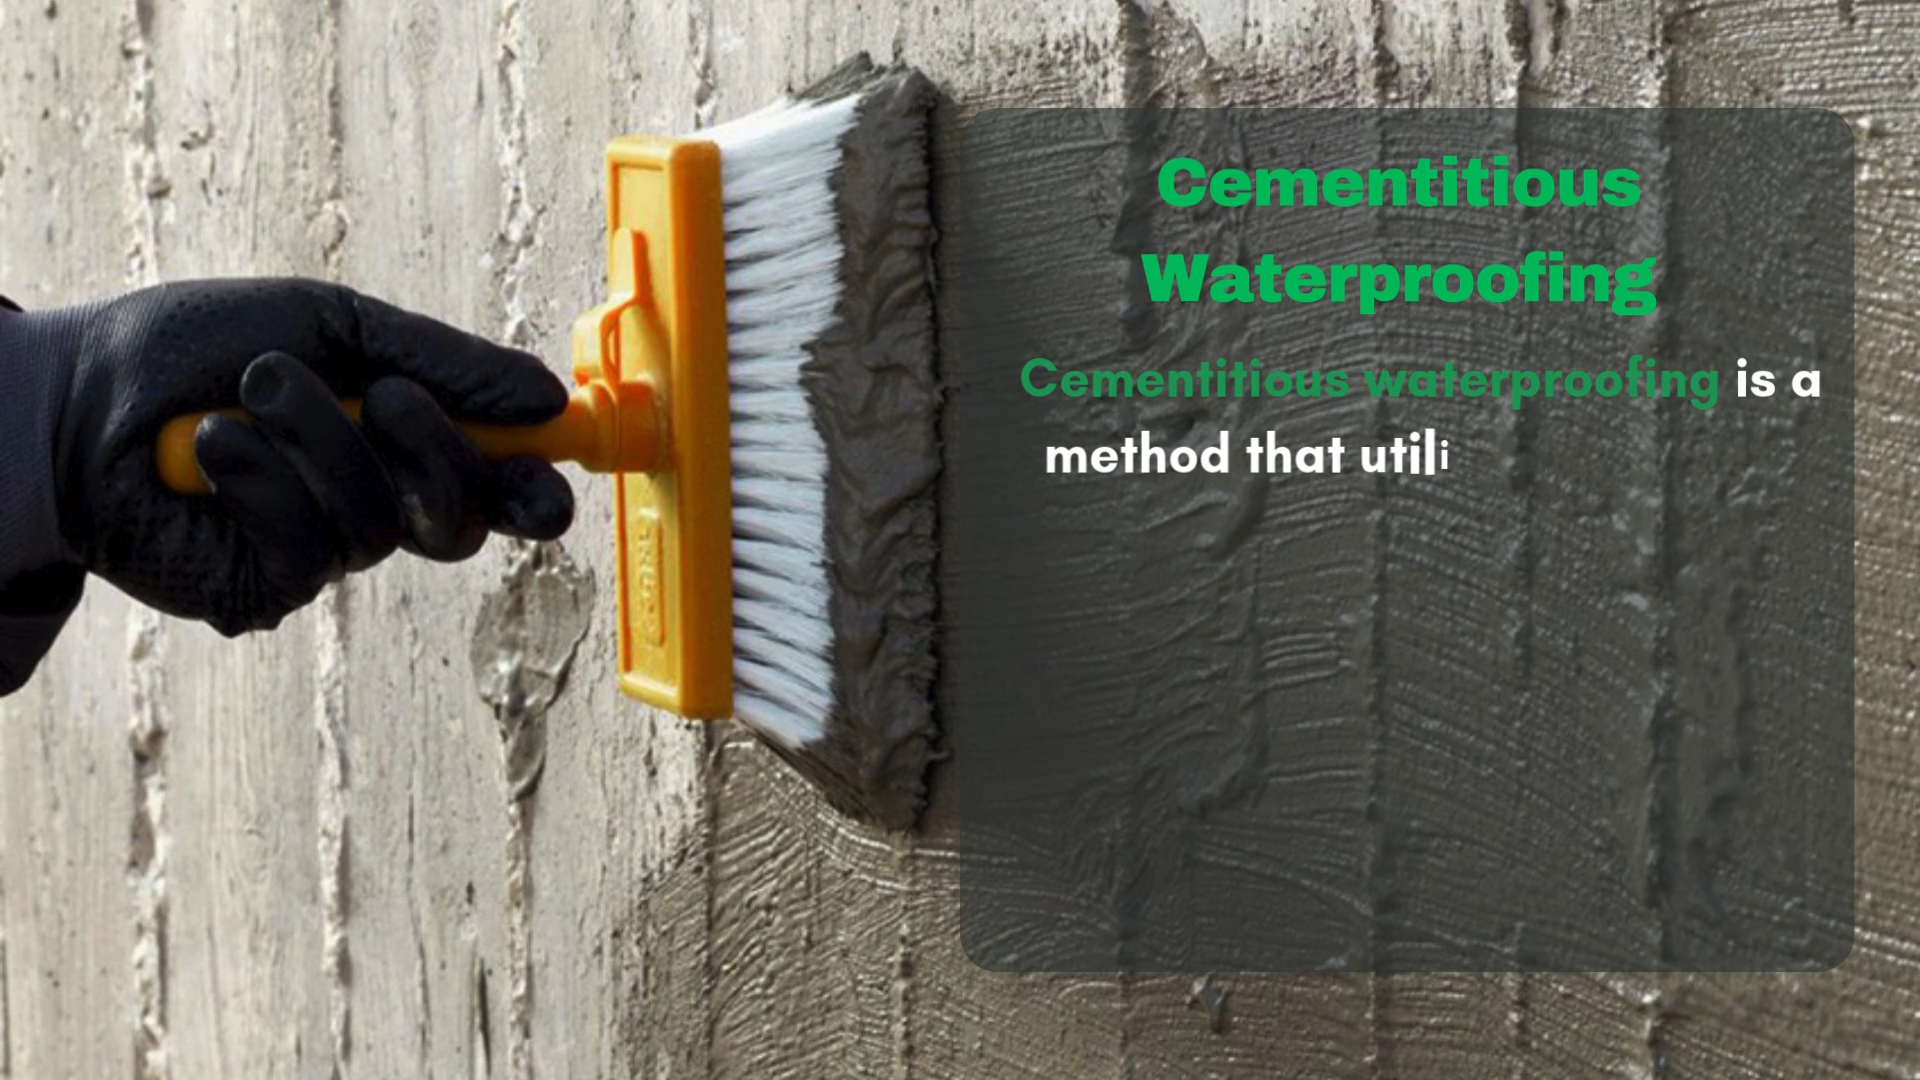 Cementitious
Waterproofing
Cementitious waterproofing is a
method that utili